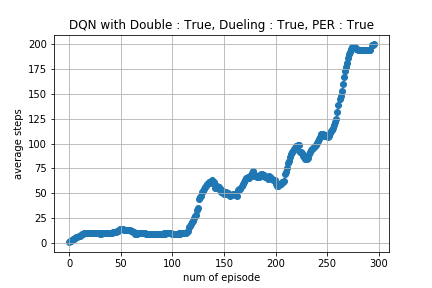 DQN with Double : True, Dueling : True, PER : True
200
175
150
125
100
75
50
25
0
average steps
0 50 100 150 200 250 300
num of episode